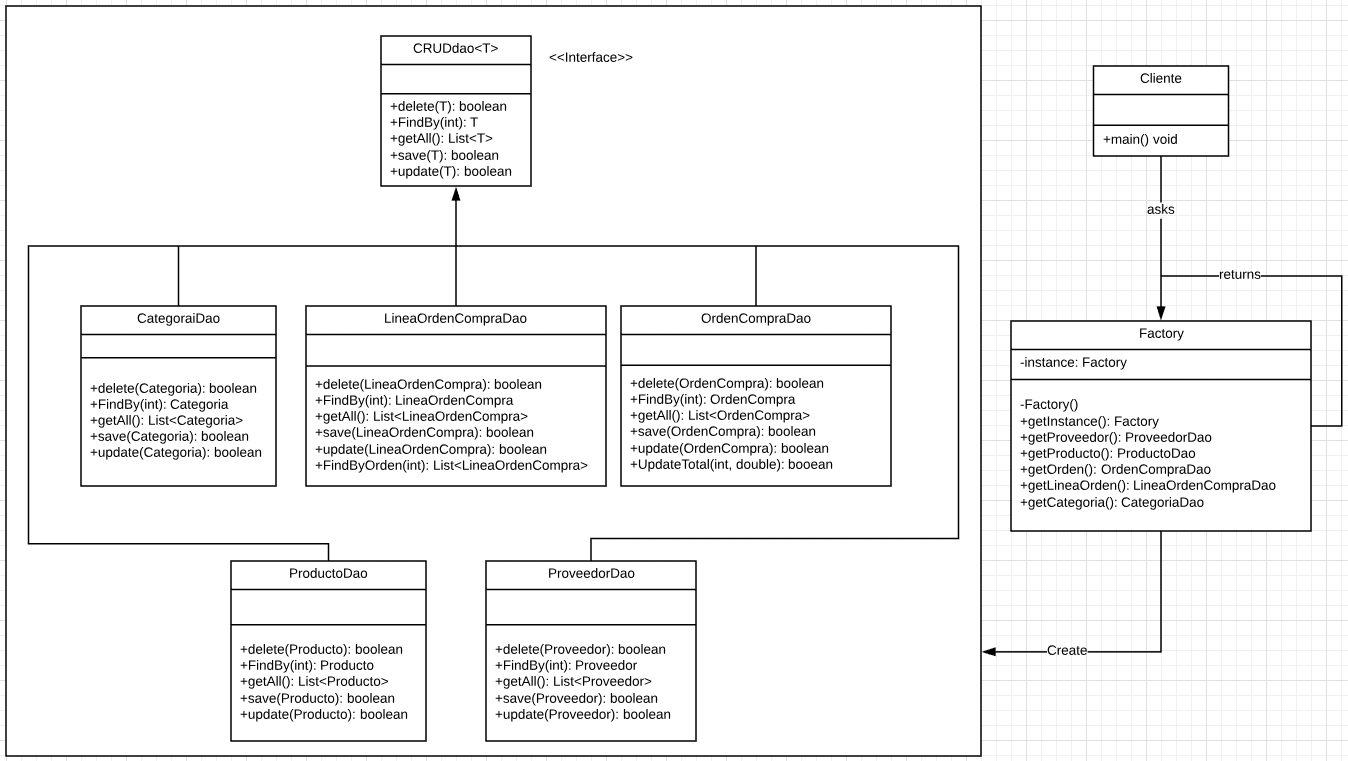 CRUDdao<T>
<<Interface>>
+delete(T): boolean
+FindBy(int): T
+getAll(): List<T>
+save(T): boolean
+update(T): boolean
CategoraiDao
+delete(Categoria): boolean
+FindBy(int): Categoria
+getAll(): List<Categoria>
+save(Categoria): boolean
+update(Categoria): boolean
LineaOrdenCompraDao
+delete(LineaOrdenCompra): boolean
+FindBy(int): LineaOrdenCompra
+getAll(): List<LineaOrdenCompra>
+save(LineaOrdenCompra): boolean
+update(LineaOrdenCompra): boolean
+FindByOrden(int): List<LineaOrdenCompra>
OrdenCompraDao
+delete(OrdenCompra): boolean
+FindBy(int): OrdenCompra
+getAll(): List<OrdenCompra>
+save(OrdenCompra): boolean
+update(OrdenCompra): boolean
+UpdateTotal(int, double): booean
ProductoDao
+delete(Producto): boolean
+FindBy(int): Producto
+getAll(): List<Producto>
+save(Producto): boolean
+update(Producto): boolean
ProveedorDao
+delete(Proveedor): boolean
+FindBy(int): Proveedor
+getAll(): List<Proveedor>
+save(Proveedor): boolean
+update(Proveedor): boolean
Cliente
+main() void
asks
returns
Factory
-instance: Factory
-Factory()
+getInstance(): Factory
+getProveedor(): ProveedorDao
+getProducto(): ProductoDao
+getOrden(): OrdenCompraDao
+getLineaOrden(): LineaOrdenCompraDao
+getCategoria(): CategoriaDao
Create